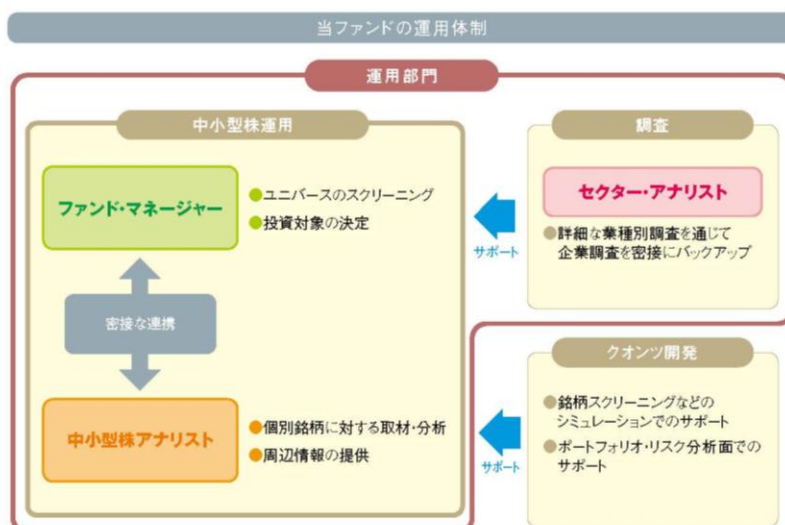 当ファンドの運用体制
運用部門
中小型株運用
ファンド・マネージャー
●ユニバースのスクリーニング
●投資対象の決定
密接な連携
中小型株アナリスト
●個別銘柄に対する取材・分析
●周辺情報の提供
サポート
調査
セクター・アナリスト
●詳細な業種別調査を通じて
企業調査を密接にバックアップ
サポート
クオンツ開発
●銘柄スクリーニングなどの
シミュレーションでのサポート
●ポートフォリオ・リスク分析面での
サポート